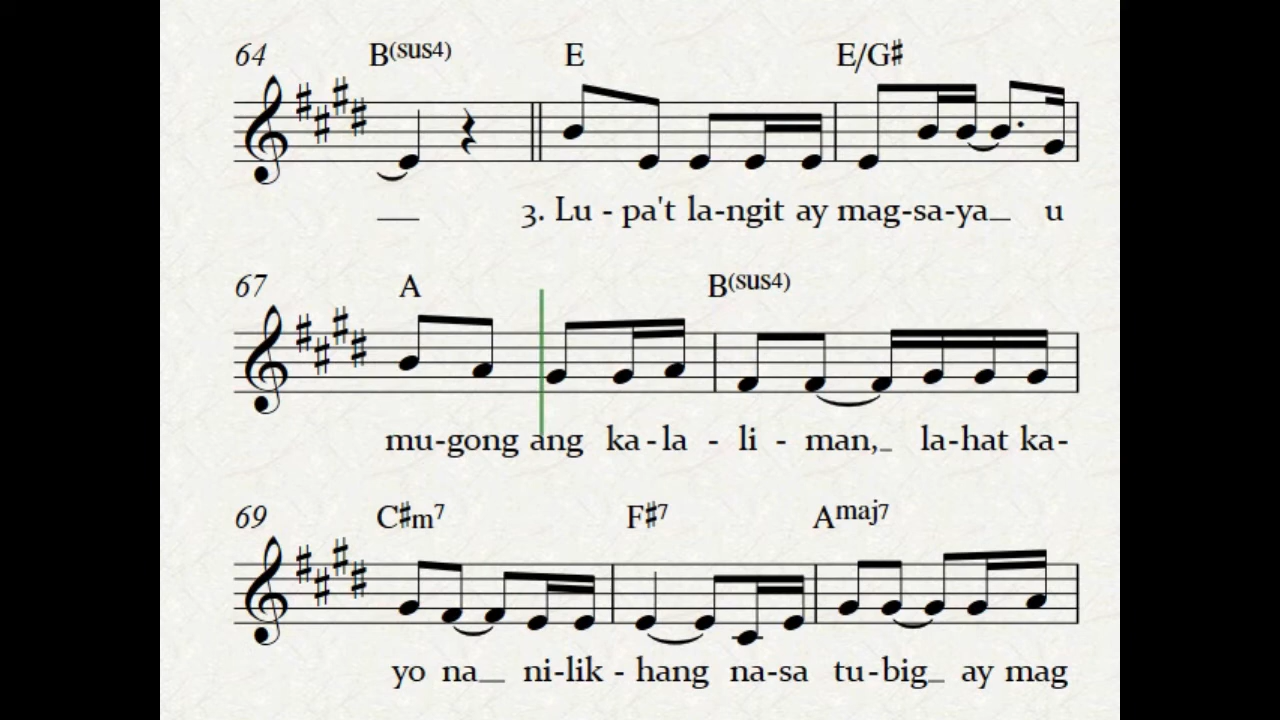 64 B(sus4) E E/G♯
3. Lu - pa't la-ngit ay mag-sa-ya_ u
67 A B(sus4)
mu-gong ang ka-la - li - man,_ la-hat ka-
69 C♯m7 F♯7 Amaj7
yo na_ ni-lik - hang na-sa tu-big_ ay mag